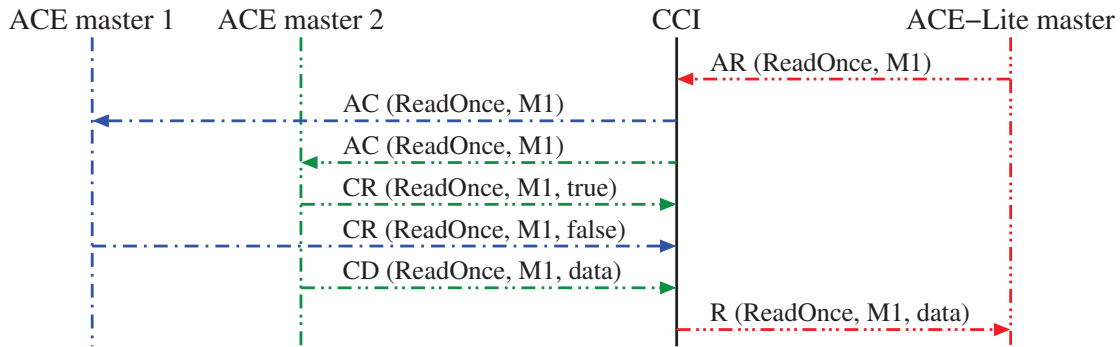 ACE master 1 ACE master 2 CCI ACE−Lite master
AR (ReadOnce, M1)
AC (ReadOnce, M1)
AC (ReadOnce, M1)
CR (ReadOnce, M1, true)
CR (ReadOnce, M1, false)
CD (ReadOnce, M1, data)
R (ReadOnce, M1, data)